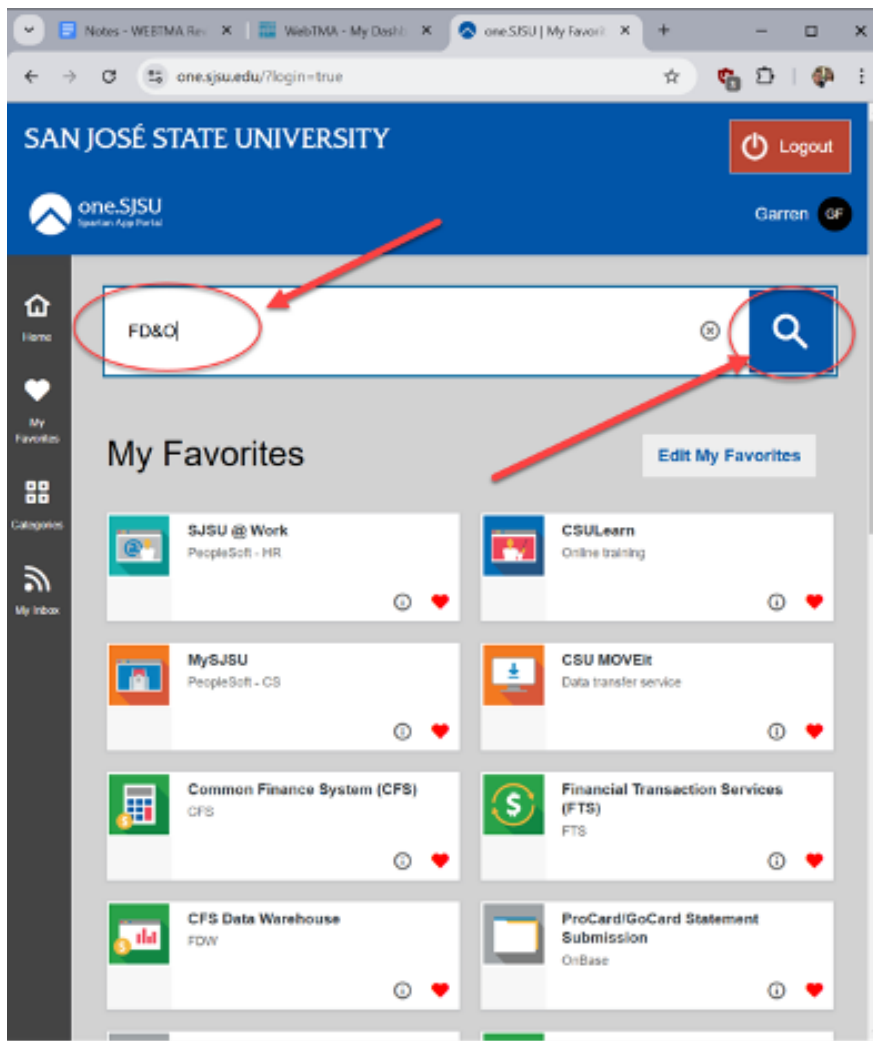 Notes - WEBTMA Rev
WebTMA - My Dashb
one.SJSU | My Favorit
one.sjsu.edu/?login=true
SAN JOSÉ STATE UNIVERSITY
Logout
one.SJSU
Spartan App Portal
Garren GF
Home
FD&O
My
Favorites
My Favorites
Edit My Favorites
Categories
My Inbox
SJSU @ Work
PeopleSoft - HR
CSULearn
Online training
MySJSU
PeopleSoft - CS
CSU MOVEit
Data transfer service
Common Finance System (CFS)
CFS
Financial Transaction Services
(FTS)
FTS
CFS Data Warehouse
FDW
ProCard/GoCard Statement
Submission
OnBase